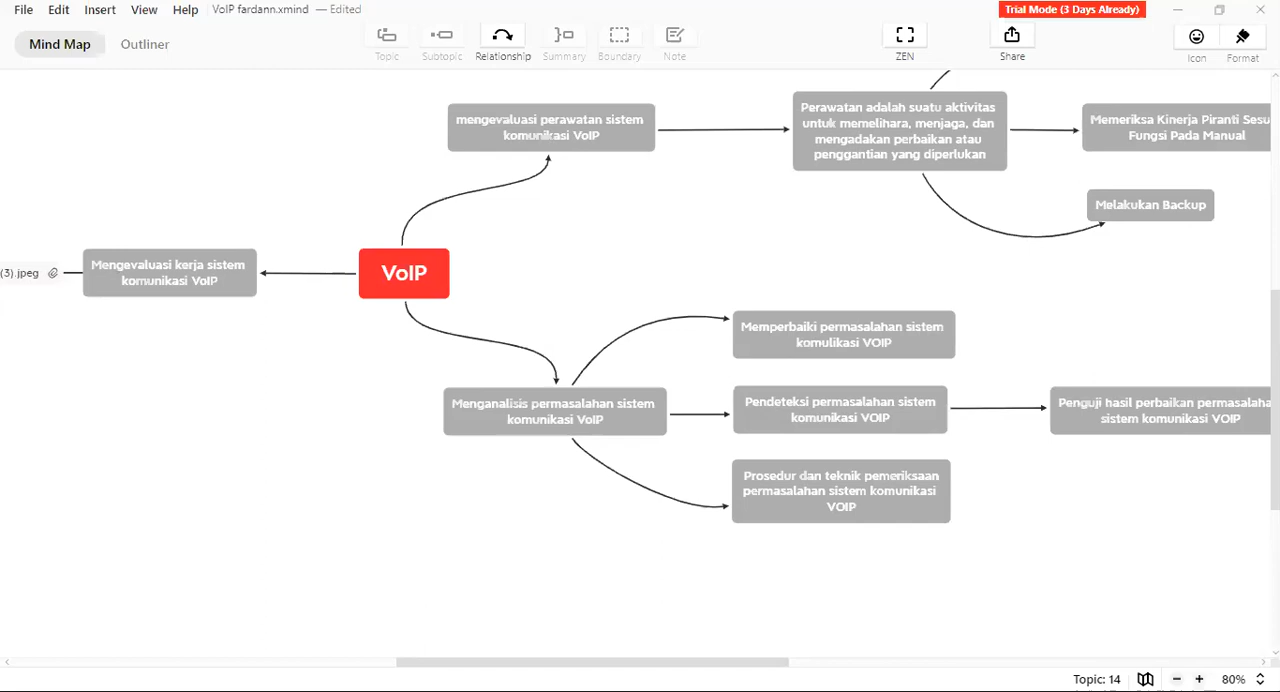 File Edit Insert View Help VoIP fardann.xmind — Edited
Trial Mode (3 Days Already)
Mind Map Outliner
Topic Subtopic Relationship Summary Boundary Note ZEN Share Icon Format
mengevaluasi perawatan sistem
komunikasi VoIP
Perawatan adalah suatu aktivitas
untuk memelihara, menjaga, dan
mengadakan perbaikan atau
penggantian yang diperlukan
Memeriksa Kinerja Piranti Sesu
Fungsi Pada Manual
Melakukan Backup
(3).jpeg
Mengevaluasi kerja sistem
komunikasi VoIP
VoIP
Memperbaiki permasalahan sistem
komulikasi VOIP
Menganalisis permasalahan sistem
komunikasi VoIP
Pendeteksi permasalahan sistem
komunikasi VOIP
Penguji hasil perbaikan permasalaha
sistem komunikasi VOIP
Prosedur dan teknik pemeriksaan
permasalahan sistem komunikasi
VOIP
Topic: 14
80%